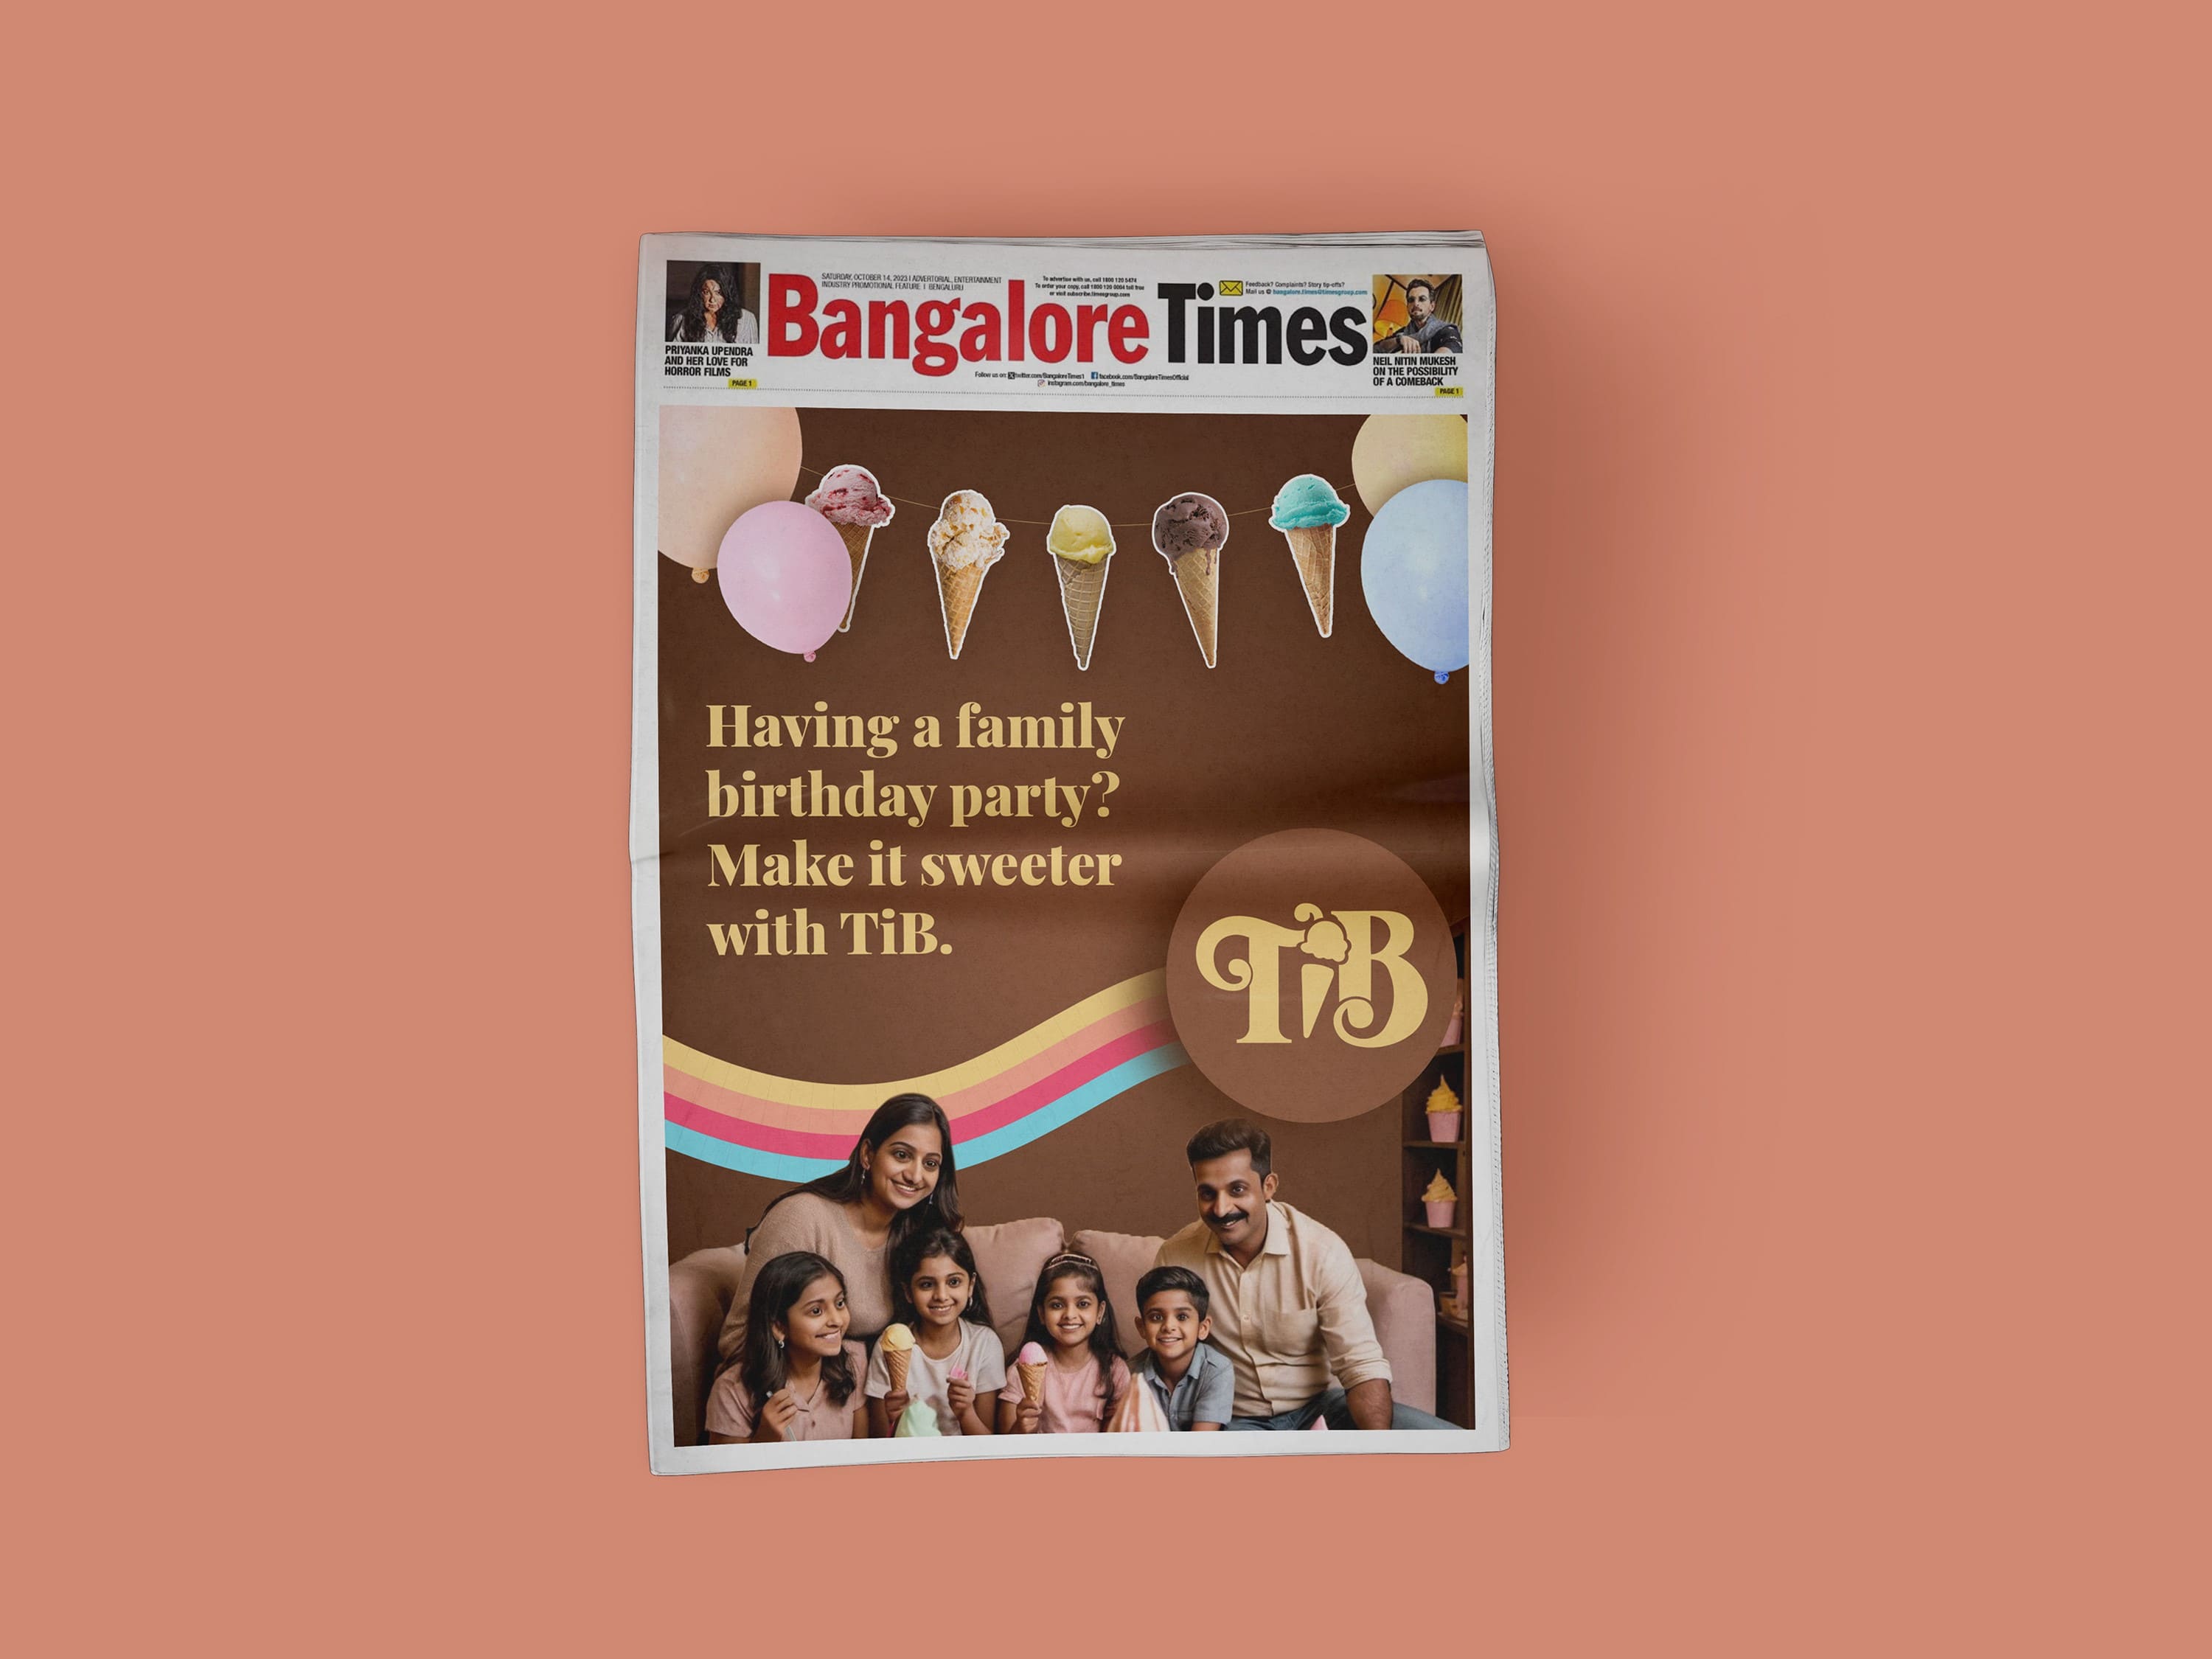 SATURDAY, OCTOBER 14, 2023 | ADVERTORIAL, ENTERTAINMENT
INDUSTRY PROMOTIONAL FEATURE | BENGALURU
To advertise with us, call 1800 120 5474
To enter your copy, call 1800 120 0004 toll free
or visit subscribe.timesgroup.com
Feedback? Complaints? Story tip-offs?
Mail us @ bangalore.times@timesgroup.com
Bangalore Times
PRIYANKA UPENDRA
AND HER LOVE FOR
HORROR FILMS
PAGE 1
NEIL NITIN MUKESH
ON THE POSSIBILITY
OF A COMEBACK
PAGE 1
Follow us on: twitter.com/BangaloreTimes1 facebook.com/BangaloreTimesOfficial
instagram.com/bangalore_times
Having a family
birthday party?
Make it sweeter
with TiB.
TiB